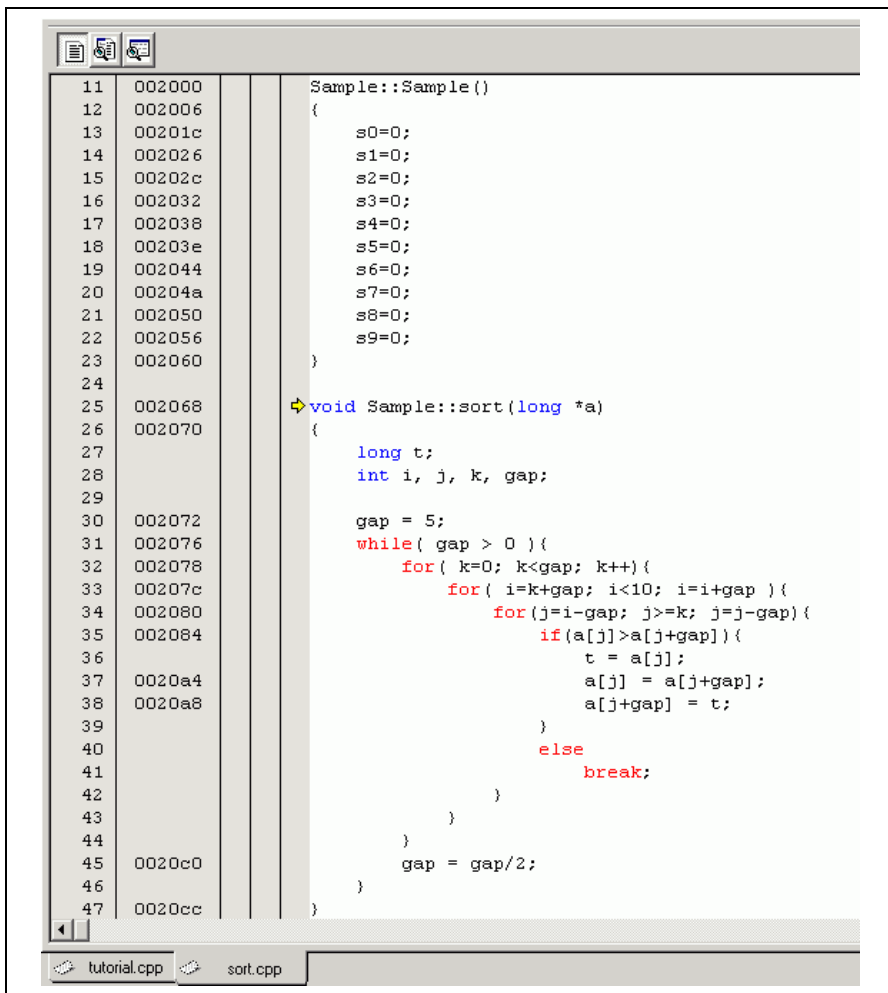 11 002000 Sample::Sample()
12 002006 {
13 00201c s0=0;
14 002026 s1=0;
15 00202c s2=0;
16 002032 s3=0;
17 002038 s4=0;
18 00203e s5=0;
19 002044 s6=0;
20 00204a s7=0;
21 002050 s8=0;
22 002056 s9=0;
23 002060 }
24
25 002068 void Sample::sort(long *a)
26 002070 {
27 long t;
28 int i, j, k, gap;
29
30 002072 gap = 5;
31 002076 while( gap > 0 ){
32 002078 for( k=0; k<gap; k++){
33 00207c for( i=k+gap; i<10; i=i+gap ){
34 002080 for(j=i-gap; j>=k; j=j-gap){
35 002084 if(a[j]>a[j+gap]){
36 t = a[j];
37 0020a4 a[j] = a[j+gap];
38 0020a8 a[j+gap] = t;
39 }
40 else
41 break;
42 }
43 }
44 }
45 0020c0 gap = gap/2;
46 }
47 0020cc }
tutorial.cpp sort.cpp